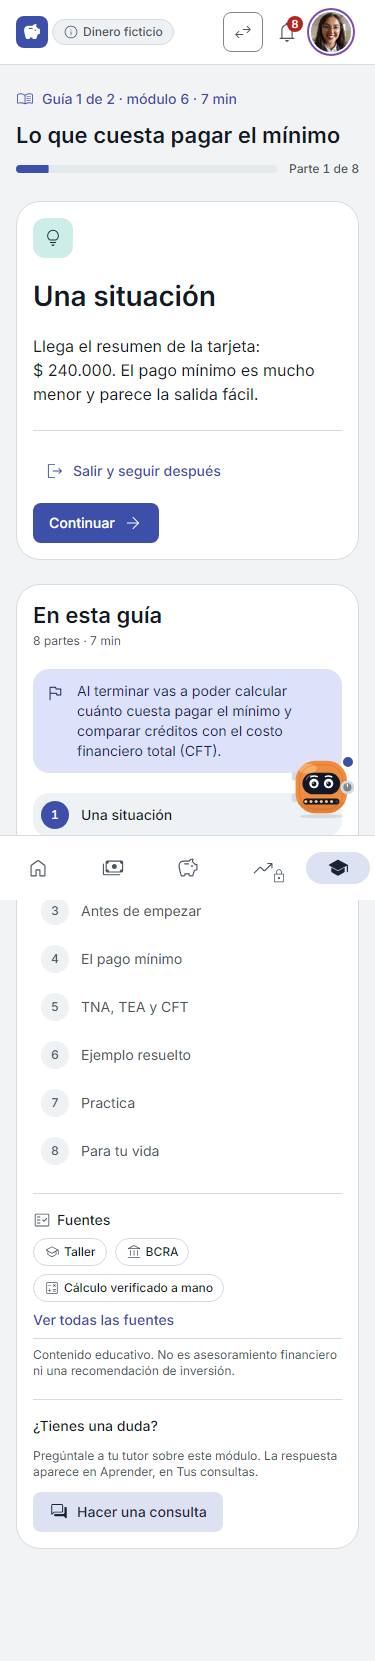 Dinero ficticio
8
Guía 1 de 2 · módulo 6 · 7 min
Lo que cuesta pagar el mínimo
Parte 1 de 8
Una situación
Llega el resumen de la tarjeta:
$ 240.000. El pago mínimo es mucho
menor y parece la salida fácil.
Salir y seguir después
Continuar
En esta guía
8 partes · 7 min
Al terminar vas a poder calcular
cuánto cuesta pagar el mínimo y
comparar créditos con el costo
financiero total (CFT).
1 Una situación
3 Antes de empezar
4 El pago mínimo
5 TNA, TEA y CFT
6 Ejemplo resuelto
7 Practica
8 Para tu vida
Fuentes
Taller BCRA
Cálculo verificado a mano
Ver todas las fuentes
Contenido educativo. No es asesoramiento financiero
ni una recomendación de inversión.
¿Tienes una duda?
Pregúntale a tu tutor sobre este módulo. La respuesta
aparece en Aprender, en Tus consultas.
Hacer una consulta